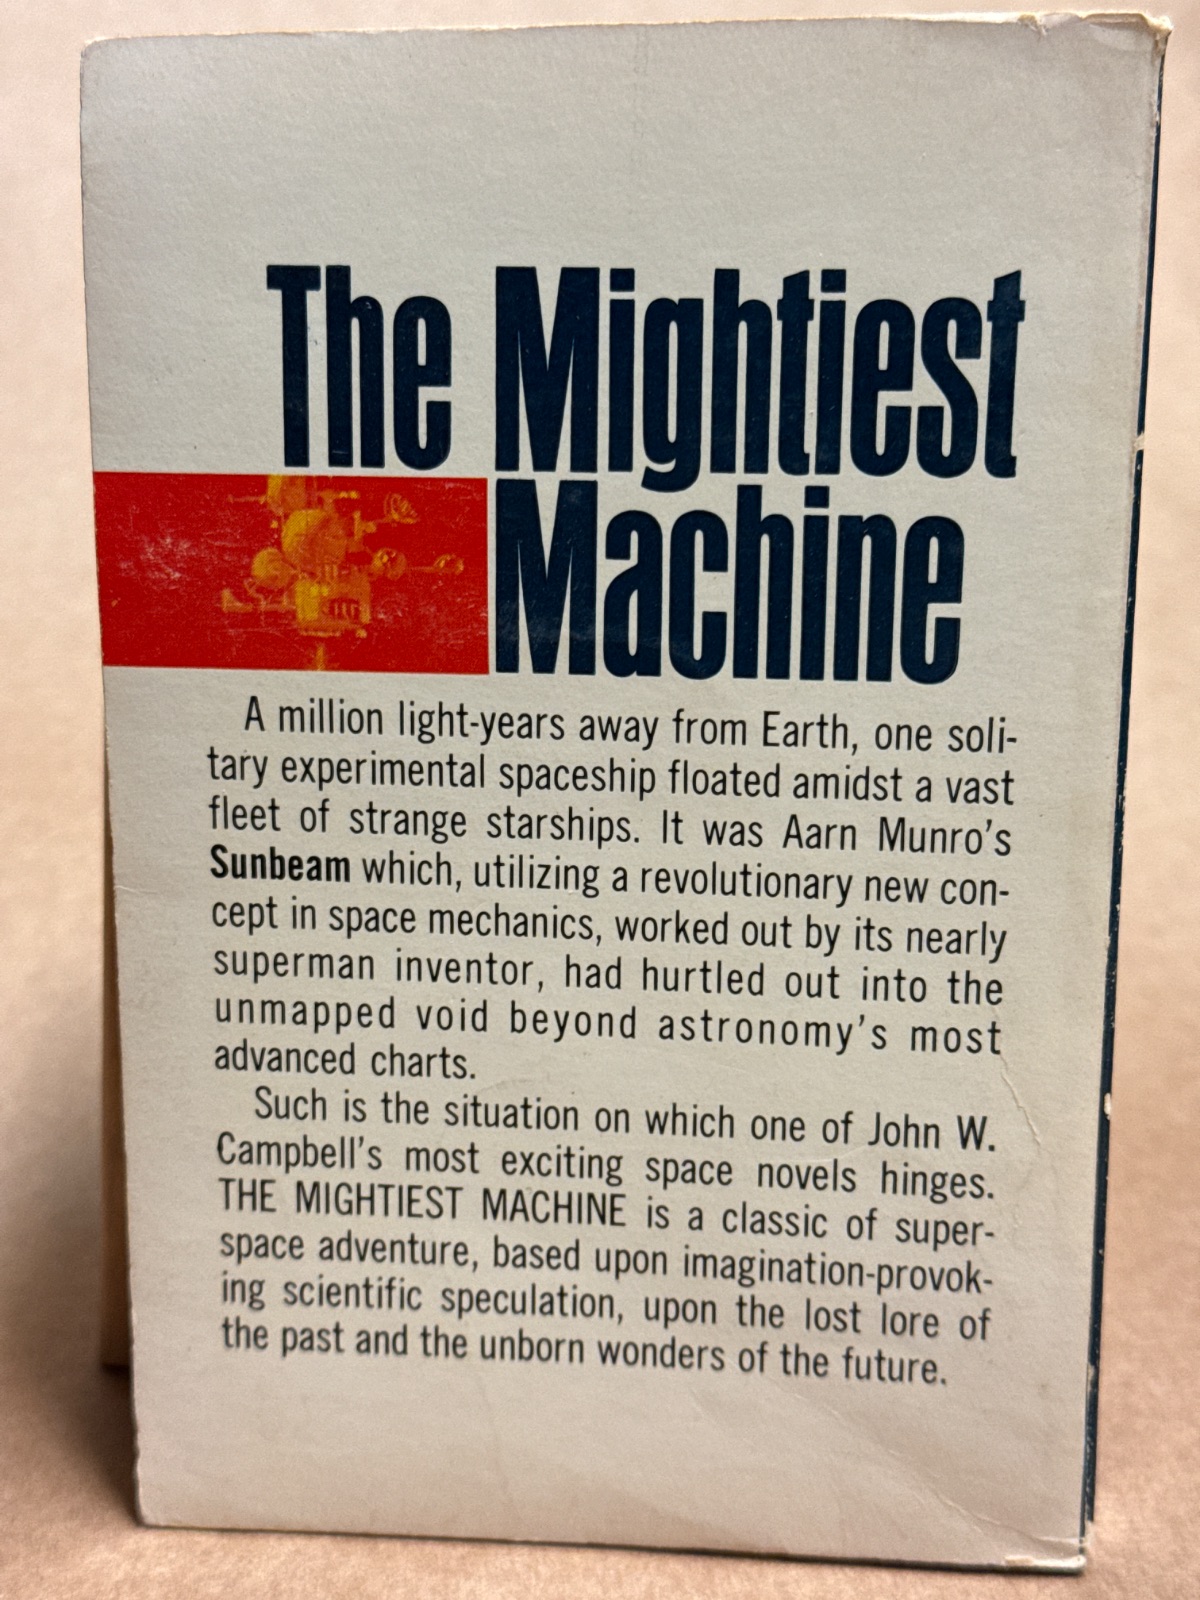 The Mightiest
Machine
A million light-years away from Earth, one soli-
tary experimental spaceship floated amidst a vast
fleet of strange starships. It was Aarn Munro's
Sunbeam which, utilizing a revolutionary new con-
cept in space mechanics, worked out by its nearly
superman inventor, had hurtled out into the
unmapped void beyond astronomy's most
advanced charts.
Such is the situation on which one of John W.
Campbell's most exciting space novels hinges.
THE MIGHTIEST MACHINE is a classic of super-
space adventure, based upon imagination-provok-
ing scientific speculation, upon the lost lore of
the past and the unborn wonders of the future.